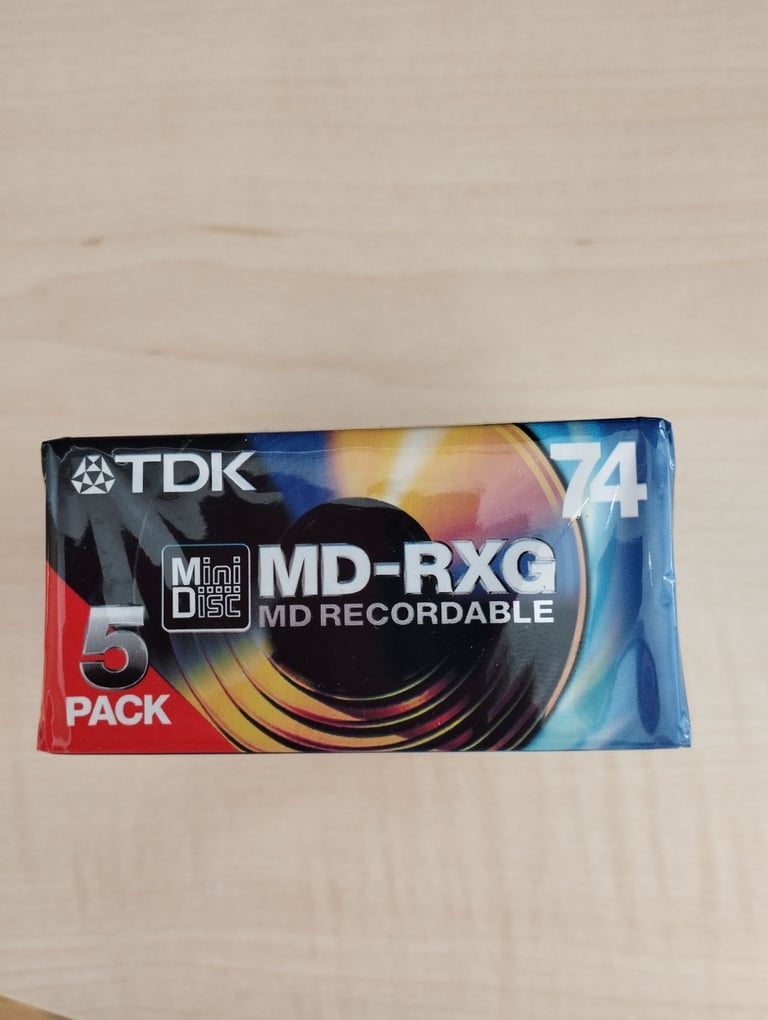 TDK
74
Mini
Disc
MD-RXG
MD RECORDABLE
5
PACK